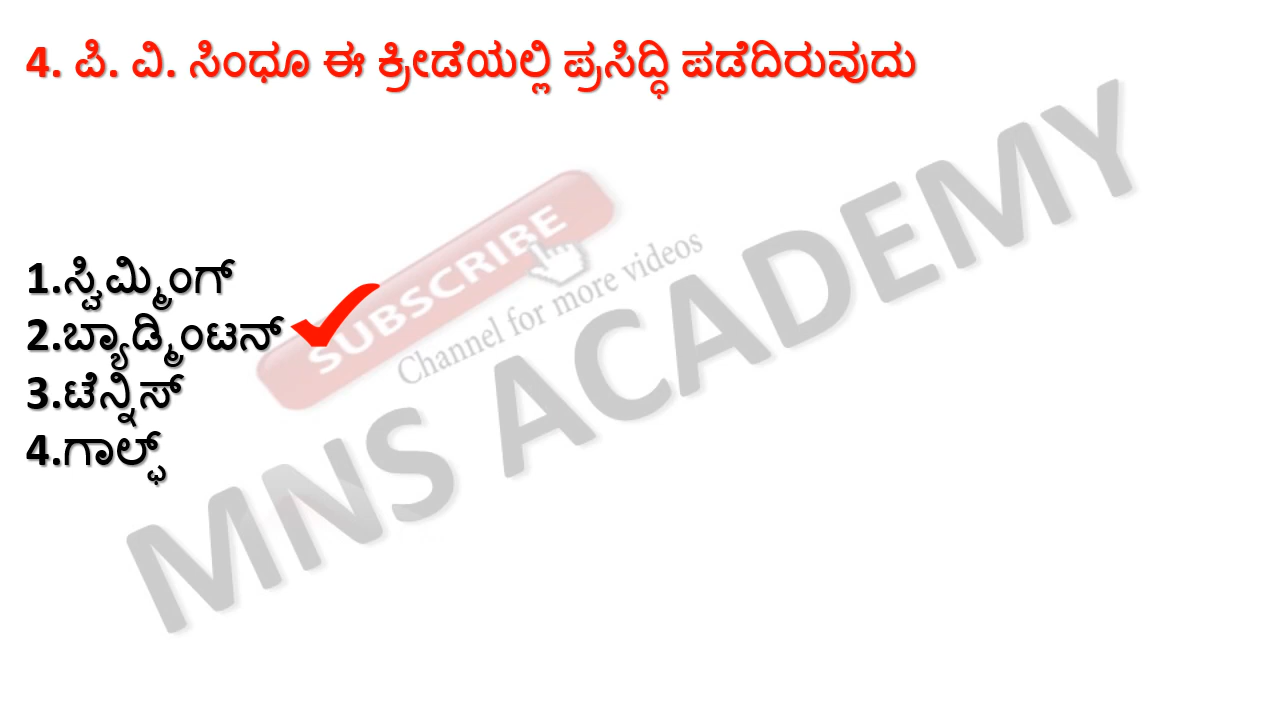 4. ಪಿ. ವಿ. ಸಿಂಧೂ ಈ ಕ್ರೀಡೆಯಲ್ಲಿ ಪ್ರಸಿದ್ಧಿ ಪಡೆದಿರುವುದು
1.ಸ್ವಿಮ್ಮಿಂಗ್
2.ಬ್ಯಾಡ್ಮಿಂಟನ್
3.ಟೆನ್ನಿಸ್
4.ಗಾಲ್ಫ್
SUBSCRIBE
Channel for more videos
MNS ACADEMY